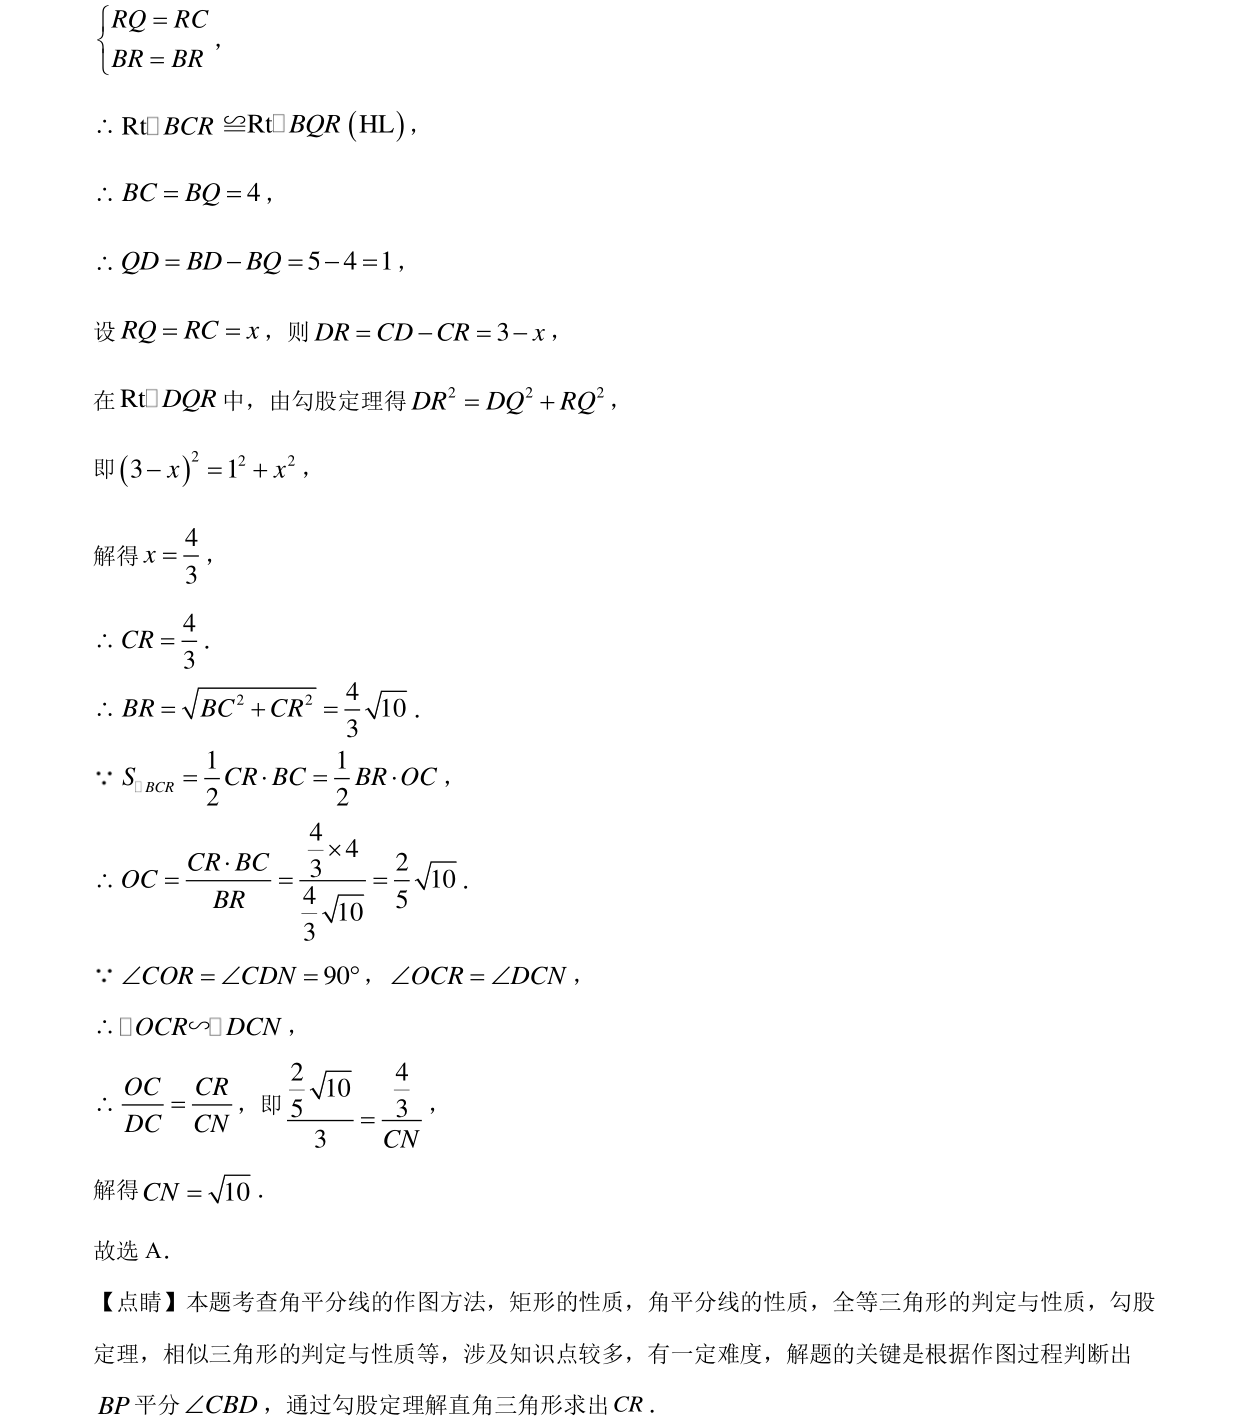 {RQ = RC
BR = BR，
∴ Rt□BCR ≌ Rt□BQR (HL)，
∴ BC = BQ = 4，
∴ QD = BD − BQ = 5 − 4 = 1，
设 RQ = RC = x，则 DR = CD − CR = 3 − x，
在 Rt□DQR 中，由勾股定理得 DR² = DQ² + RQ²，
即 (3 − x)² = 1² + x²，
解得 x = 4/3，
∴ CR = 4/3．
∴ BR = √(BC² + CR²) = 4/3 √10．
∵ S□BCR = 1/2 CR · BC = 1/2 BR · OC，
∴ OC = (CR · BC)/BR = (4/3 × 4)/(4/3 √10) = 2/5 √10．
∵ ∠COR = ∠CDN = 90°，∠OCR = ∠DCN，
∴ □OCR∽□DCN，
∴ OC/DC = CR/CN，即 (2/5 √10)/3 = (4/3)/CN，
解得 CN = √10．
故选 A．
【点睛】本题考查角平分线的作图方法，矩形的性质，角平分线的性质，全等三角形的判定与性质，勾股
定理，相似三角形的判定与性质等，涉及知识点较多，有一定难度，解题的关键是根据作图过程判断出
BP 平分 ∠CBD，通过勾股定理解直角三角形求出 CR．